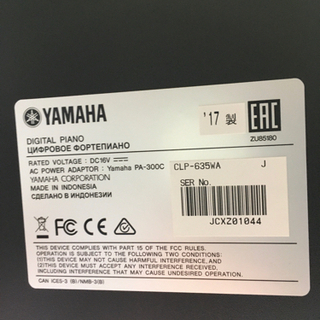 YAMAHA
'17 製
EAC
ZU85180
DIGITAL PIANO
ЦИФРОВОЕ ФОРТЕПИАНО
RATED VOLTAGE : DC16V
AC POWER ADAPTOR : Yamaha PA-300C
YAMAHA CORPORATION
MADE IN INDONESIA
СДЕЛАНО В ИНДОНЕЗИИ
CLP-635WA J
SER No.
JCXZ01044
THIS DEVICE COMPLIES WITH PART 15 OF THE FCC RULES.
OPERATION IS SUBJECT TO THE FOLLOWING TWO CONDITIONS:
(1)THIS DEVICE MAY NOT CAUSE HARMFUL INTERFERENCE, AND
(2)THIS DEVICE MUST ACCEPT ANY INTERFERENCE RECEIVED,
INCLUDING INTERFERENCE THAT MAY CAUSE UNDESIRED OPERATION.
CAN ICES-3 (B)/NMB-3(B)